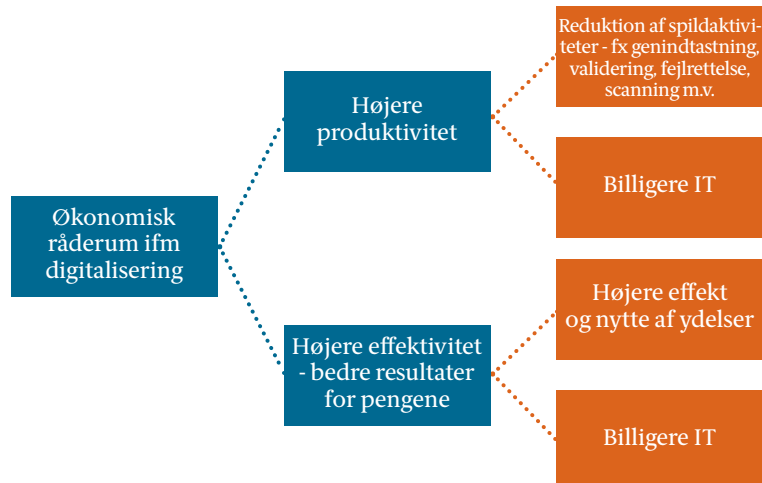 Økonomisk
råderum ifm
digitalisering
Højere
produktivitet
Højere effektivitet
- bedre resultater
for pengene
Reduktion af spildaktivi-
teter - fx genindtastning,
validering, fejlrettelse,
scanning m.v.
Billigere IT
Højere effekt
og nytte af ydelser
Billigere IT